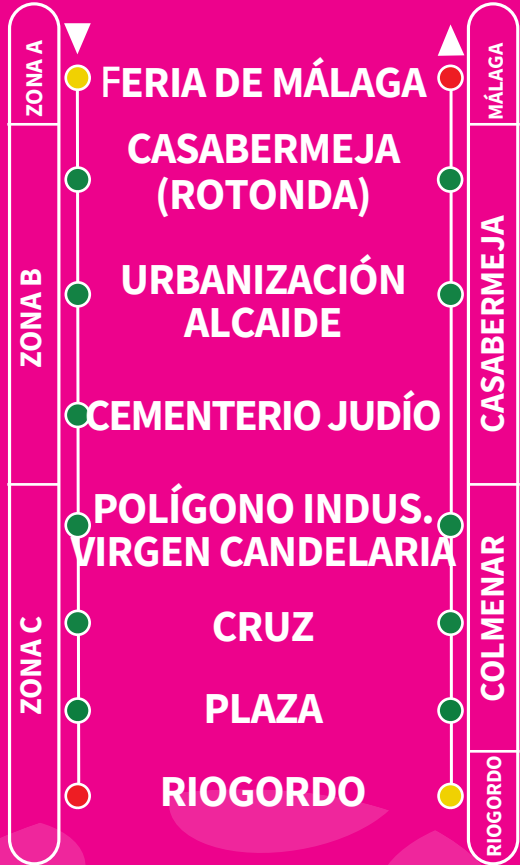 ZONA A
FERIA DE MÁLAGA
MÁLAGA
CASABERMEJA
(ROTONDA)
ZONA B
URBANIZACIÓN
ALCAIDE
CASABERMEJA
CEMENTERIO JUDÍO
POLÍGONO INDUS.
VIRGEN CANDELARIA
ZONA C
CRUZ
COLMENAR
PLAZA
RIOGORDO
RIOGORDO